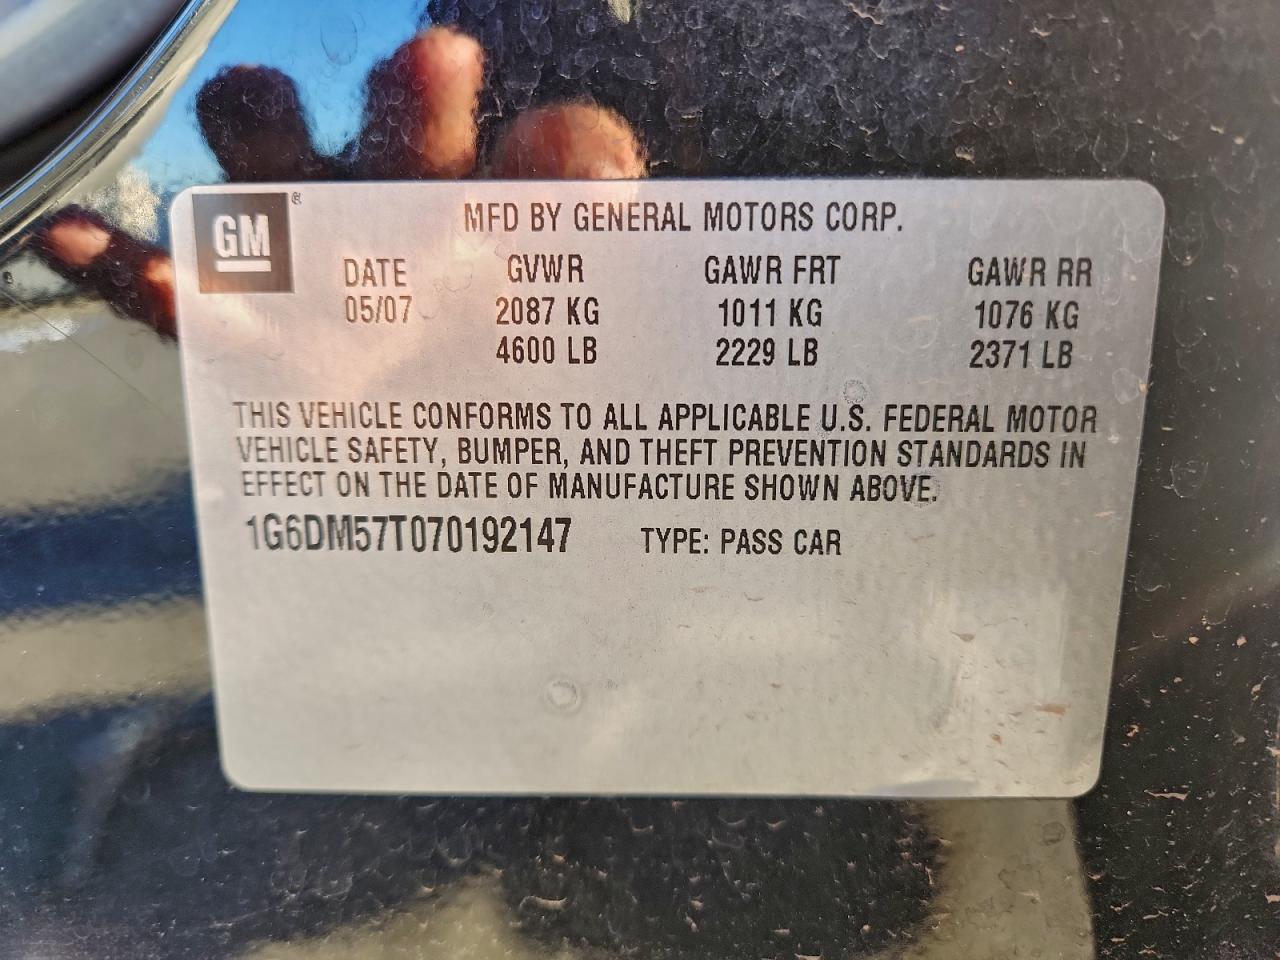 GM ®
MFD BY GENERAL MOTORS CORP.
DATE GVWR GAWR FRT GAWR RR
05/07 2087 KG 1011 KG 1076 KG
4600 LB 2229 LB 2371 LB
THIS VEHICLE CONFORMS TO ALL APPLICABLE U.S. FEDERAL MOTOR
VEHICLE SAFETY, BUMPER, AND THEFT PREVENTION STANDARDS IN
EFFECT ON THE DATE OF MANUFACTURE SHOWN ABOVE.
1G6DM57T070192147 TYPE: PASS CAR